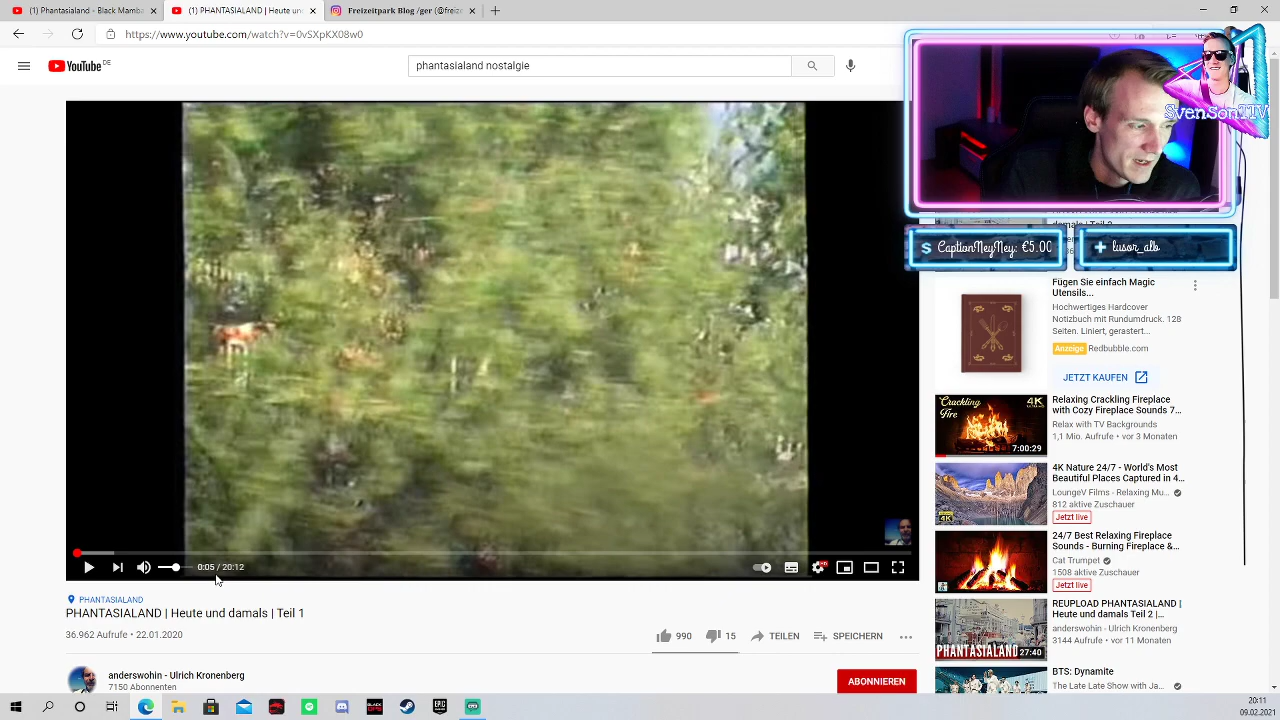 (1) Phantasialand - Black Mamba
(1) PHANTASIALAND | Heute un
Freizeitpark Blog /ger (@freiz
https://www.youtube.com/watch?v=0vSXpKX08w0
YouTube DE
phantasialand nostalgie
SvenSonTTV
CaptionNeyNey: €5.00
lusor_alb
Fügen Sie einfach Magic
Utensils...
Hochwertiges Hardcover
Notizbuch mit Rundumdruck. 128
Seiten. Liniert, gerastert...
Anzeige Redbubble.com
JETZT KAUFEN
Crackling
Fire
4K
7:00:29
Relaxing Crackling Fireplace
with Cozy Fireplace Sounds 7...
Relax with TV Backgrounds
1,1 Mio. Aufrufe • vor 3 Monaten
4K Nature 24/7 - World's Most
Beautiful Places Captured in 4...
LoungeV Films - Relaxing Mu...
812 aktive Zuschauer
Jetzt live
24/7 Best Relaxing Fireplace
Sounds - Burning Fireplace &...
Cat Trumpet
1508 aktive Zuschauer
Jetzt live
PHANTASIALAND
27:40
REUPLOAD PHANTASIALAND |
Heute und damals Teil 2 |...
anderswohin - Ulrich Kronenberg
3144 Aufrufe • vor 11 Monaten
BTS: Dynamite
The Late Late Show with Ja...
0:05 / 20:12
PHANTASIALAND
PHANTASIALAND | Heute und damals | Teil 1
36.962 Aufrufe • 22.01.2020
990
15
TEILEN
SPEICHERN
anderswohin - Ulrich Kronenberg
7150 Abonnenten
ABONNIEREN
20:11
09.02.2021